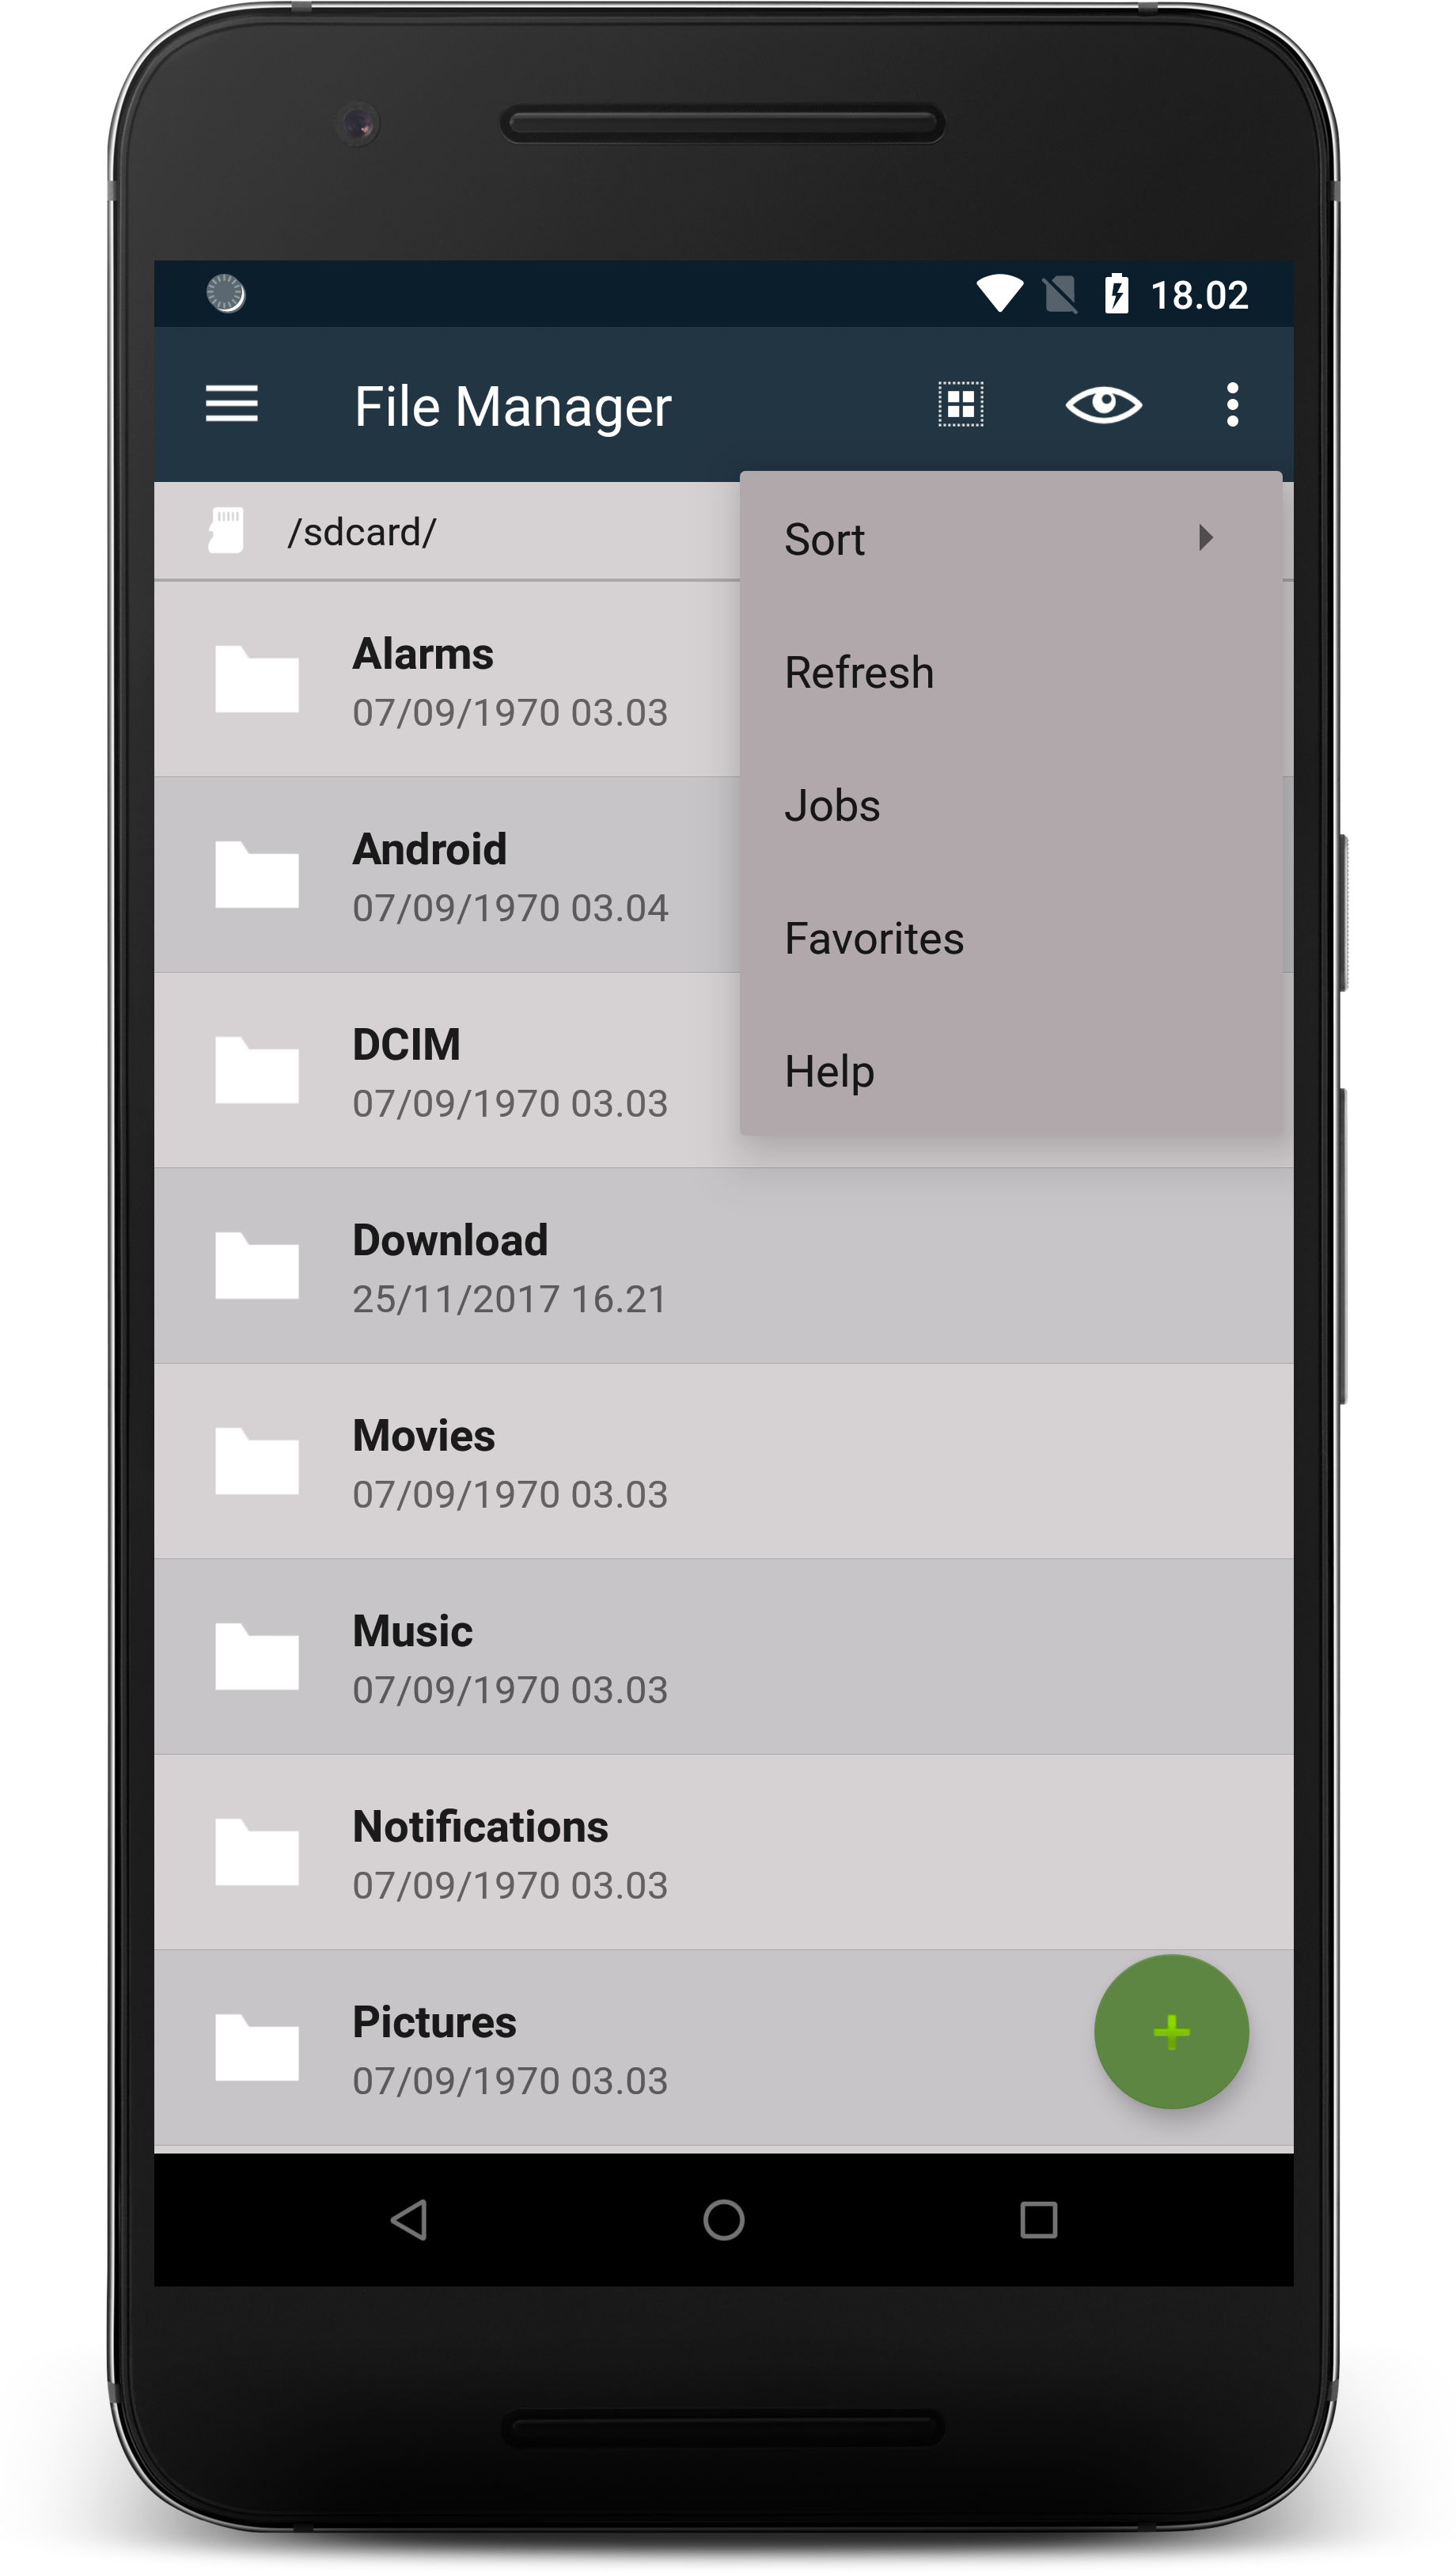 18.02
File Manager
/sdcard/
Sort
Refresh
Jobs
Favorites
Help
Alarms
07/09/1970 03.03
Android
07/09/1970 03.04
DCIM
07/09/1970 03.03
Download
25/11/2017 16.21
Movies
07/09/1970 03.03
Music
07/09/1970 03.03
Notifications
07/09/1970 03.03
Pictures
07/09/1970 03.03